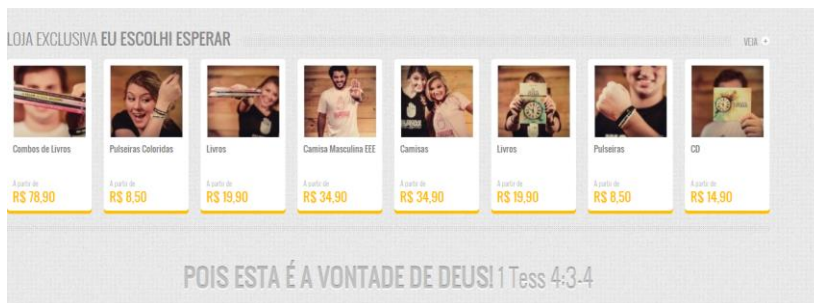 LOJA EXCLUSIVA EU ESCOLHI ESPERAR
VEJA +
Combos de Livros
A partir de
R$ 78,90
Pulseiras Coloridas
A partir de
R$ 8,50
Livros
A partir de
R$ 19,90
Camisa Masculina EEE
A partir de
R$ 34,90
Camisas
A partir de
R$ 34,90
Livros
A partir de
R$ 19,90
Pulseiras
A partir de
R$ 8,50
CD
A partir de
R$ 14,90
POIS ESTA É A VONTADE DE DEUS! 1 Tess 4:3-4